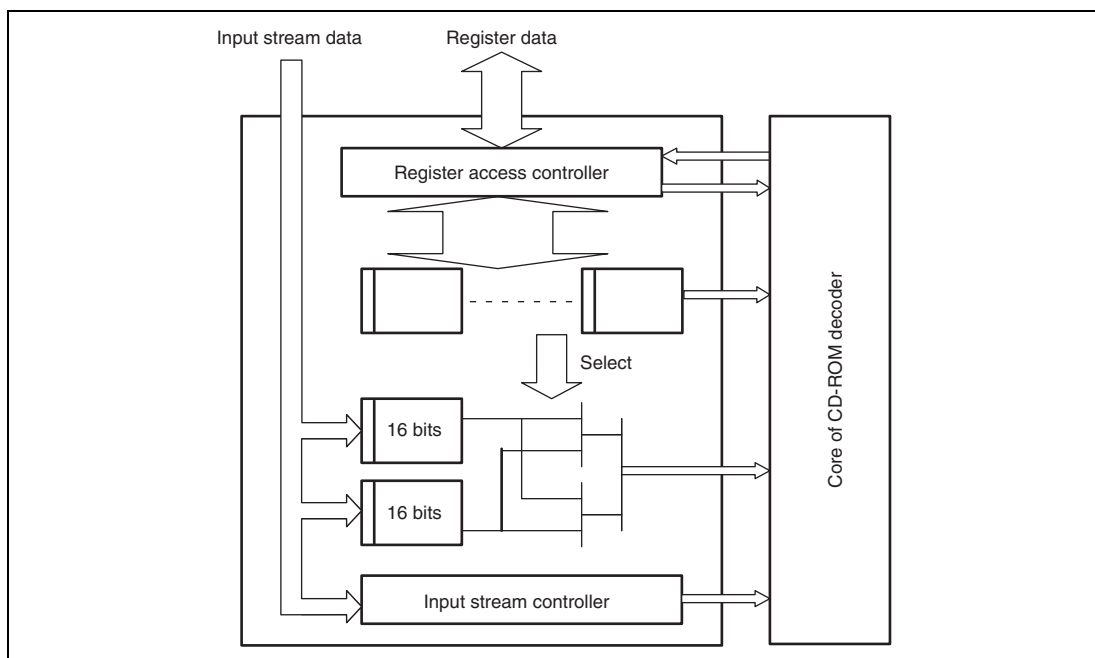 Input stream data
Register data
Register access controller
Select
16 bits
16 bits
Input stream controller
Core of CD-ROM decoder